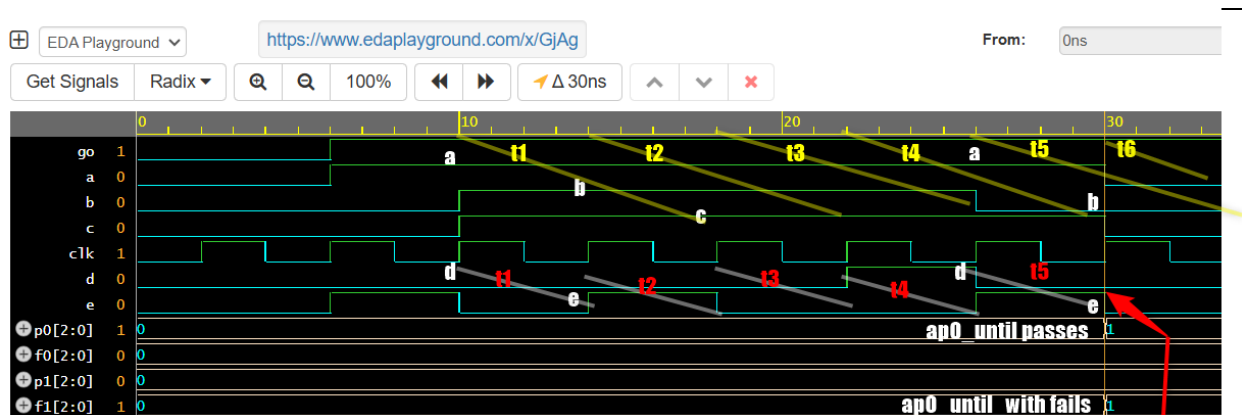 EDA Playground https://www.edaplayground.com/x/GjAg From: 0ns
Get Signals Radix 100% Δ 30ns
0 10 20 30
go 1 a t1 t2 t3 t4 a t5 t6
a 0
b 0 b b
c 0 c
clk 1
d 0 d t1 t2 t3 t4 d t5
e 0 e e
p0[2:0] 1 0 ap0_until passes 1
f0[2:0] 0 0
p1[2:0] 0 0
f1[2:0] 1 0 ap0_until_with fails 1